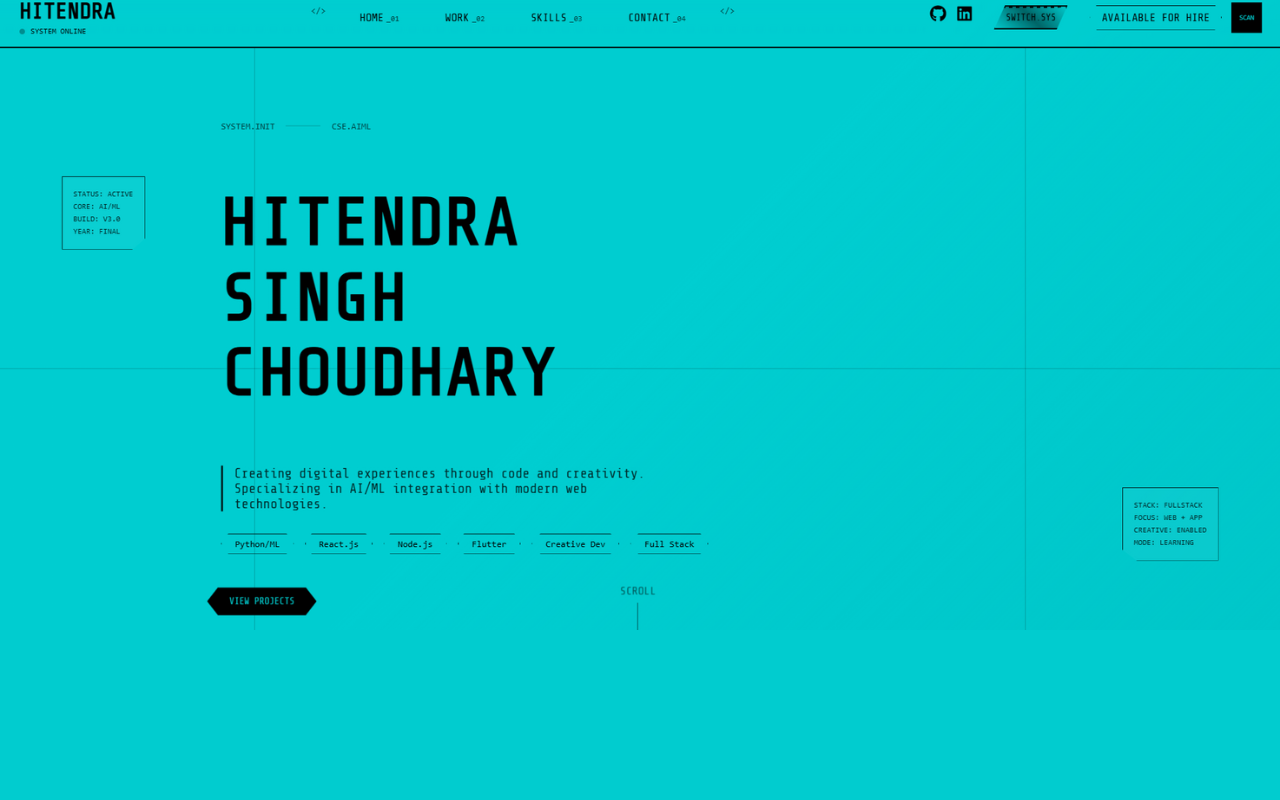 HITENDRA
SYSTEM ONLINE
</>
HOME _01
WORK _02
SKILLS _03
CONTACT _04
</>
SWITCH SYS
AVAILABLE FOR HIRE
SCAN
SYSTEM.INIT
CSE.AIML
STATUS: ACTIVE
CORE: AI/ML
BUILD: V3.0
YEAR: FINAL
HITENDRA
SINGH
CHOUDHARY
Creating digital experiences through code and creativity.
Specializing in AI/ML integration with modern web
technologies.
Python/ML
React.js
Node.js
Flutter
Creative Dev
Full Stack
STACK: FULLSTACK
FOCUS: WEB + APP
CREATIVE: ENABLED
MODE: LEARNING
VIEW PROJECTS
SCROLL